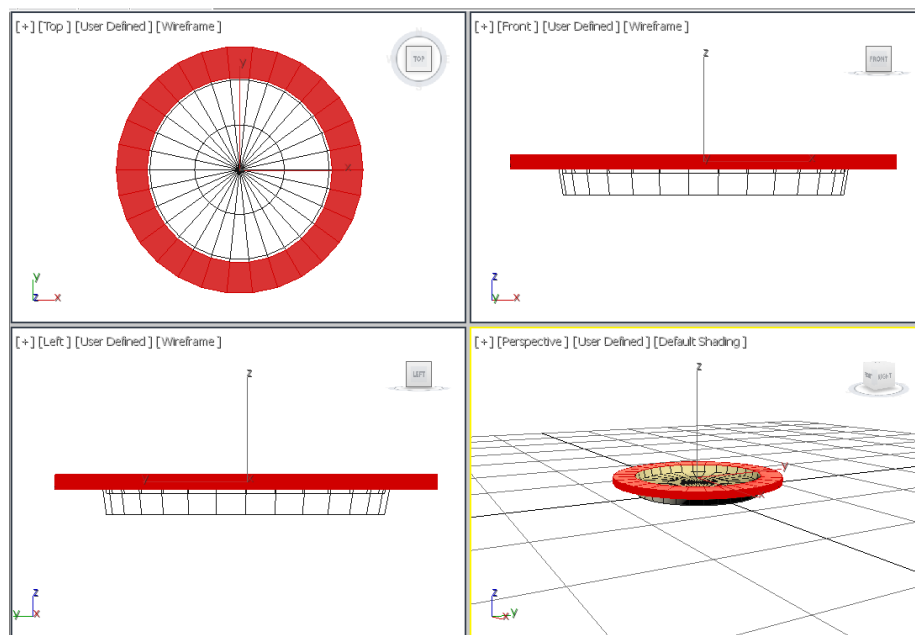 [+] [Top] [User Defined] [Wireframe]
TOP
y
x
y
z
x
[+] [Front] [User Defined] [Wireframe]
FRONT
z
x
z
y
x
[+] [Left] [User Defined] [Wireframe]
LEFT
z
z
y
x
[+] [Perspective] [User Defined] [Default Shading]
RIGHT
z
y
x
z
y
x